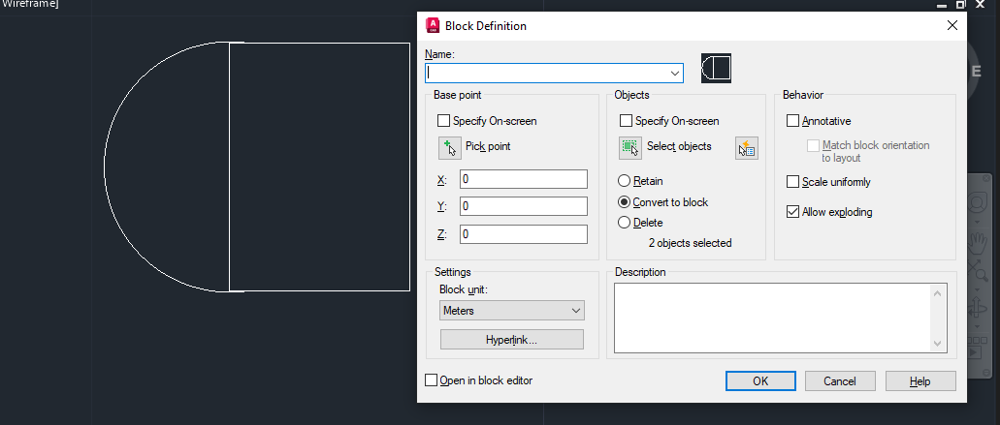 Wireframe]
A
CAD
Block Definition
Name:
E
Base point
Specify On-screen
Pick point
X: 0
Y: 0
Z: 0
Objects
Specify On-screen
Select objects
Retain
Convert to block
Delete
2 objects selected
Behavior
Annotative
Match block orientation
to layout
Scale uniformly
Allow exploding
Settings
Block unit:
Meters
Hyperlink...
Description
Open in block editor
OK
Cancel
Help